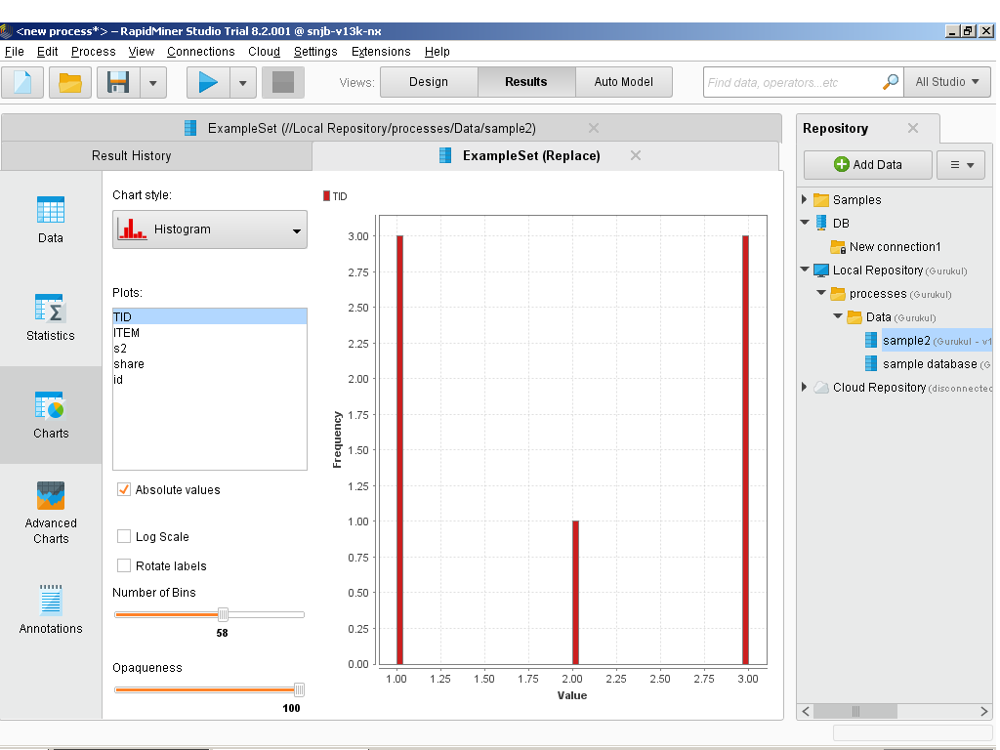 <new process*> – RapidMiner Studio Trial 8.2.001 @ snjb-v13k-nx
File Edit Process View Connections Cloud Settings Extensions Help
Views: Design Results Auto Model Find data, operators...etc All Studio
ExampleSet (//Local Repository/processes/Data/sample2)
Result History ExampleSet (Replace)
Data
Statistics
Charts
Advanced
Charts
Annotations
Chart style:
Histogram
Plots:
TID
ITEM
s2
share
id
Absolute values
Log Scale
Rotate labels
Number of Bins
58
Opaqueness
100
TID
Frequency
3.00
2.75
2.50
2.25
2.00
1.75
1.50
1.25
1.00
0.75
0.50
0.25
0.00
1.00 1.25 1.50 1.75 2.00 2.25 2.50 2.75 3.00
Value
Repository
Add Data
Samples
DB
New connection1
Local Repository (Gurukul)
processes (Gurukul)
Data (Gurukul)
sample2 (Gurukul - v1
sample database (G
Cloud Repository (disconnected